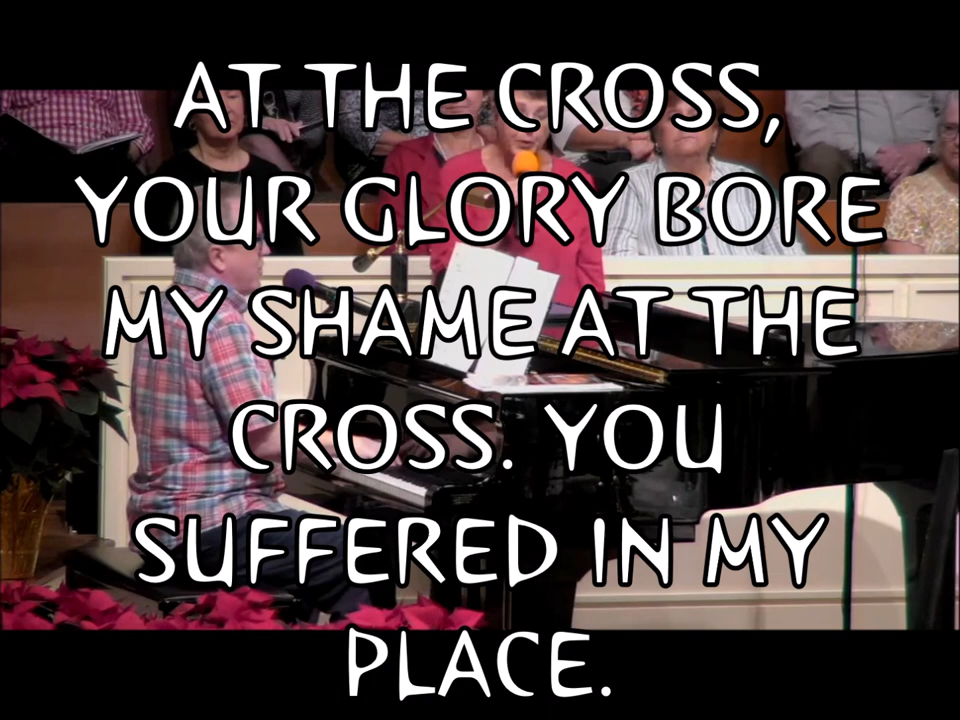 AT THE CROSS,
YOUR GLORY BORE
MY SHAME AT THE
CROSS. YOU
SUFFERED IN MY
PLACE.